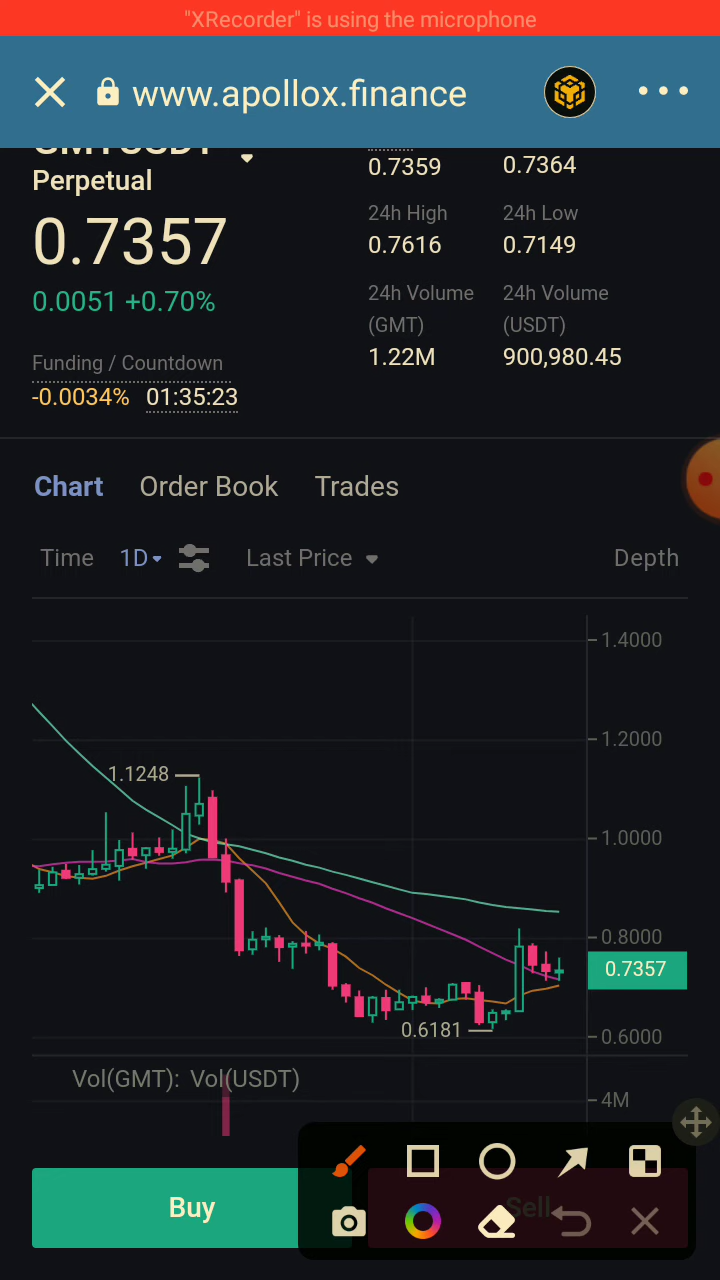 "XRecorder" is using the microphone
www.apollox.finance
Perpetual
0.7359 0.7364
0.7357
24h High 24h Low
0.7616 0.7149
0.0051 +0.70%
24h Volume 24h Volume
(GMT) (USDT)
1.22M 900,980.45
Funding / Countdown
-0.0034% 01:35:23
Chart Order Book Trades
Time 1D Last Price Depth
1.4000
1.2000
1.1248
1.0000
0.8000
0.7357
0.6181
0.6000
Vol(GMT): Vol(USDT)
4M
Buy Sell